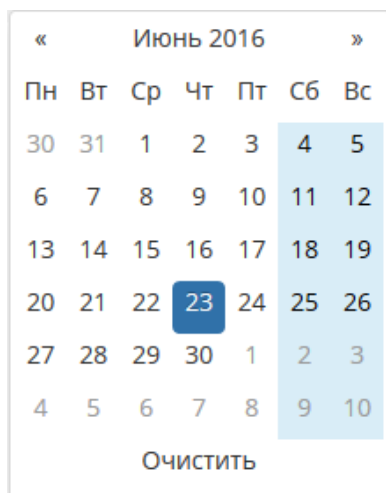 « Июнь 2016 »
Пн Вт Ср Чт Пт Сб Вс
30 31 1 2 3 4 5
6 7 8 9 10 11 12
13 14 15 16 17 18 19
20 21 22 23 24 25 26
27 28 29 30 1 2 3
4 5 6 7 8 9 10
Очистить